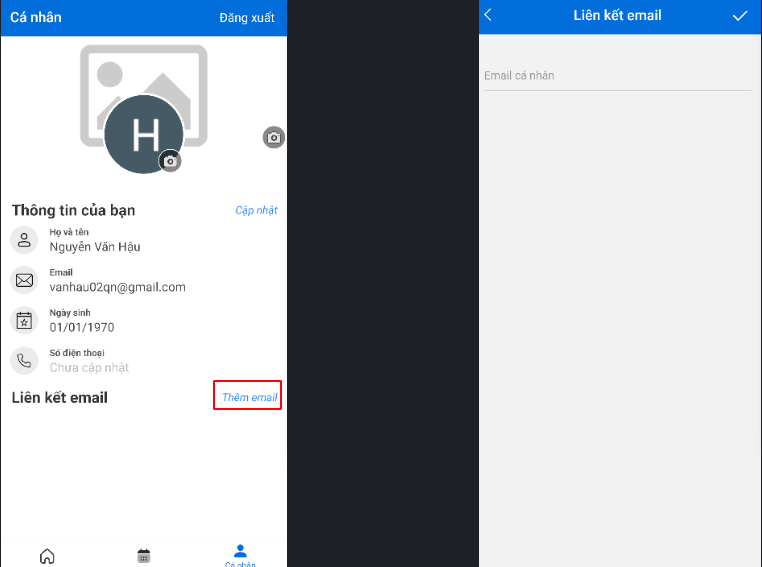 Cá nhân
Đăng xuất
H
Thông tin của bạn
Cập nhật
Họ và tên
Nguyễn Văn Hậu
Email
vanhau02qn@gmail.com
Ngày sinh
01/01/1970
Số điện thoại
Chưa cập nhật
Liên kết email
Thêm email
Cá nhân
Liên kết email
Email cá nhân